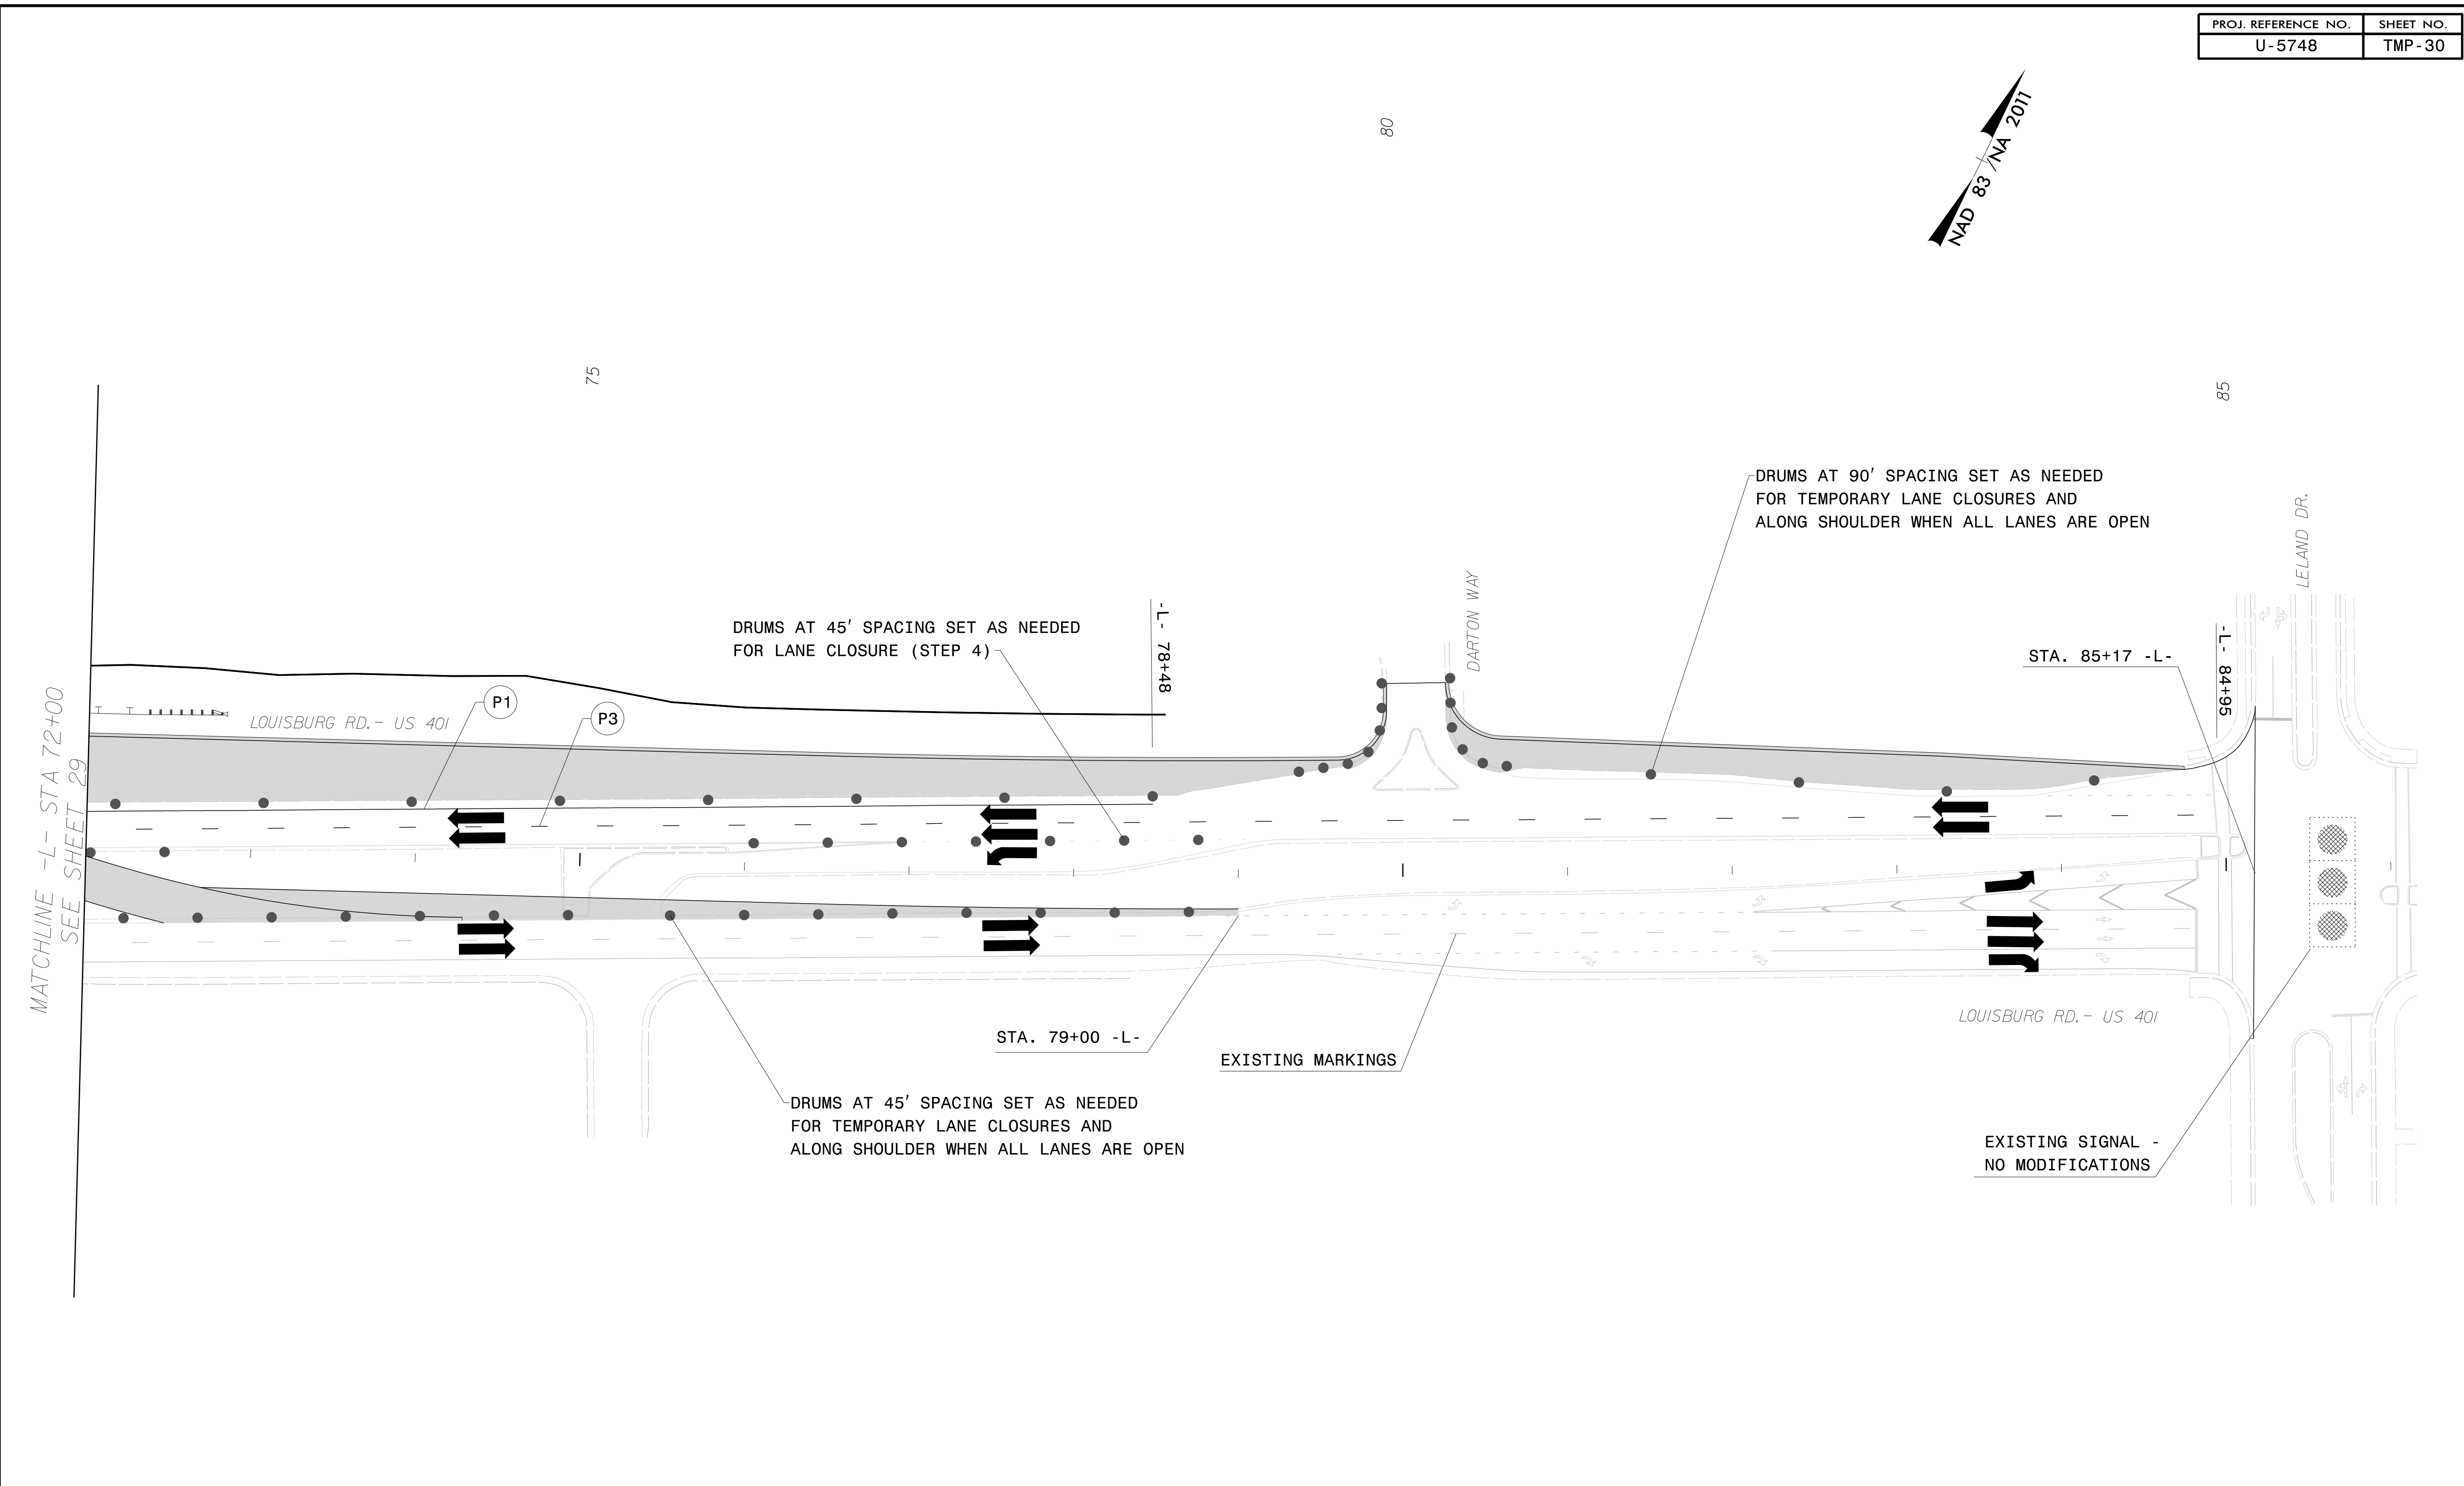 PROJ. REFERENCE NO.
SHEET NO.
U-5748
TMP-30
NAD 83 /NA 2011
80
75
85
DRUMS AT 90' SPACING SET AS NEEDED
FOR TEMPORARY LANE CLOSURES AND
ALONG SHOULDER WHEN ALL LANES ARE OPEN
LELAND DR.
DARTON WAY
DRUMS AT 45' SPACING SET AS NEEDED
FOR LANE CLOSURE (STEP 4)
-L- 78+48
STA. 85+17 -L-
-L- 84+95
MATCHLINE -L- STA 72+00
SEE SHEET 29
P1
P3
LOUISBURG RD.- US 401
LOUISBURG RD.- US 401
STA. 79+00 -L-
EXISTING MARKINGS
DRUMS AT 45' SPACING SET AS NEEDED
FOR TEMPORARY LANE CLOSURES AND
ALONG SHOULDER WHEN ALL LANES ARE OPEN
EXISTING SIGNAL -
NO MODIFICATIONS